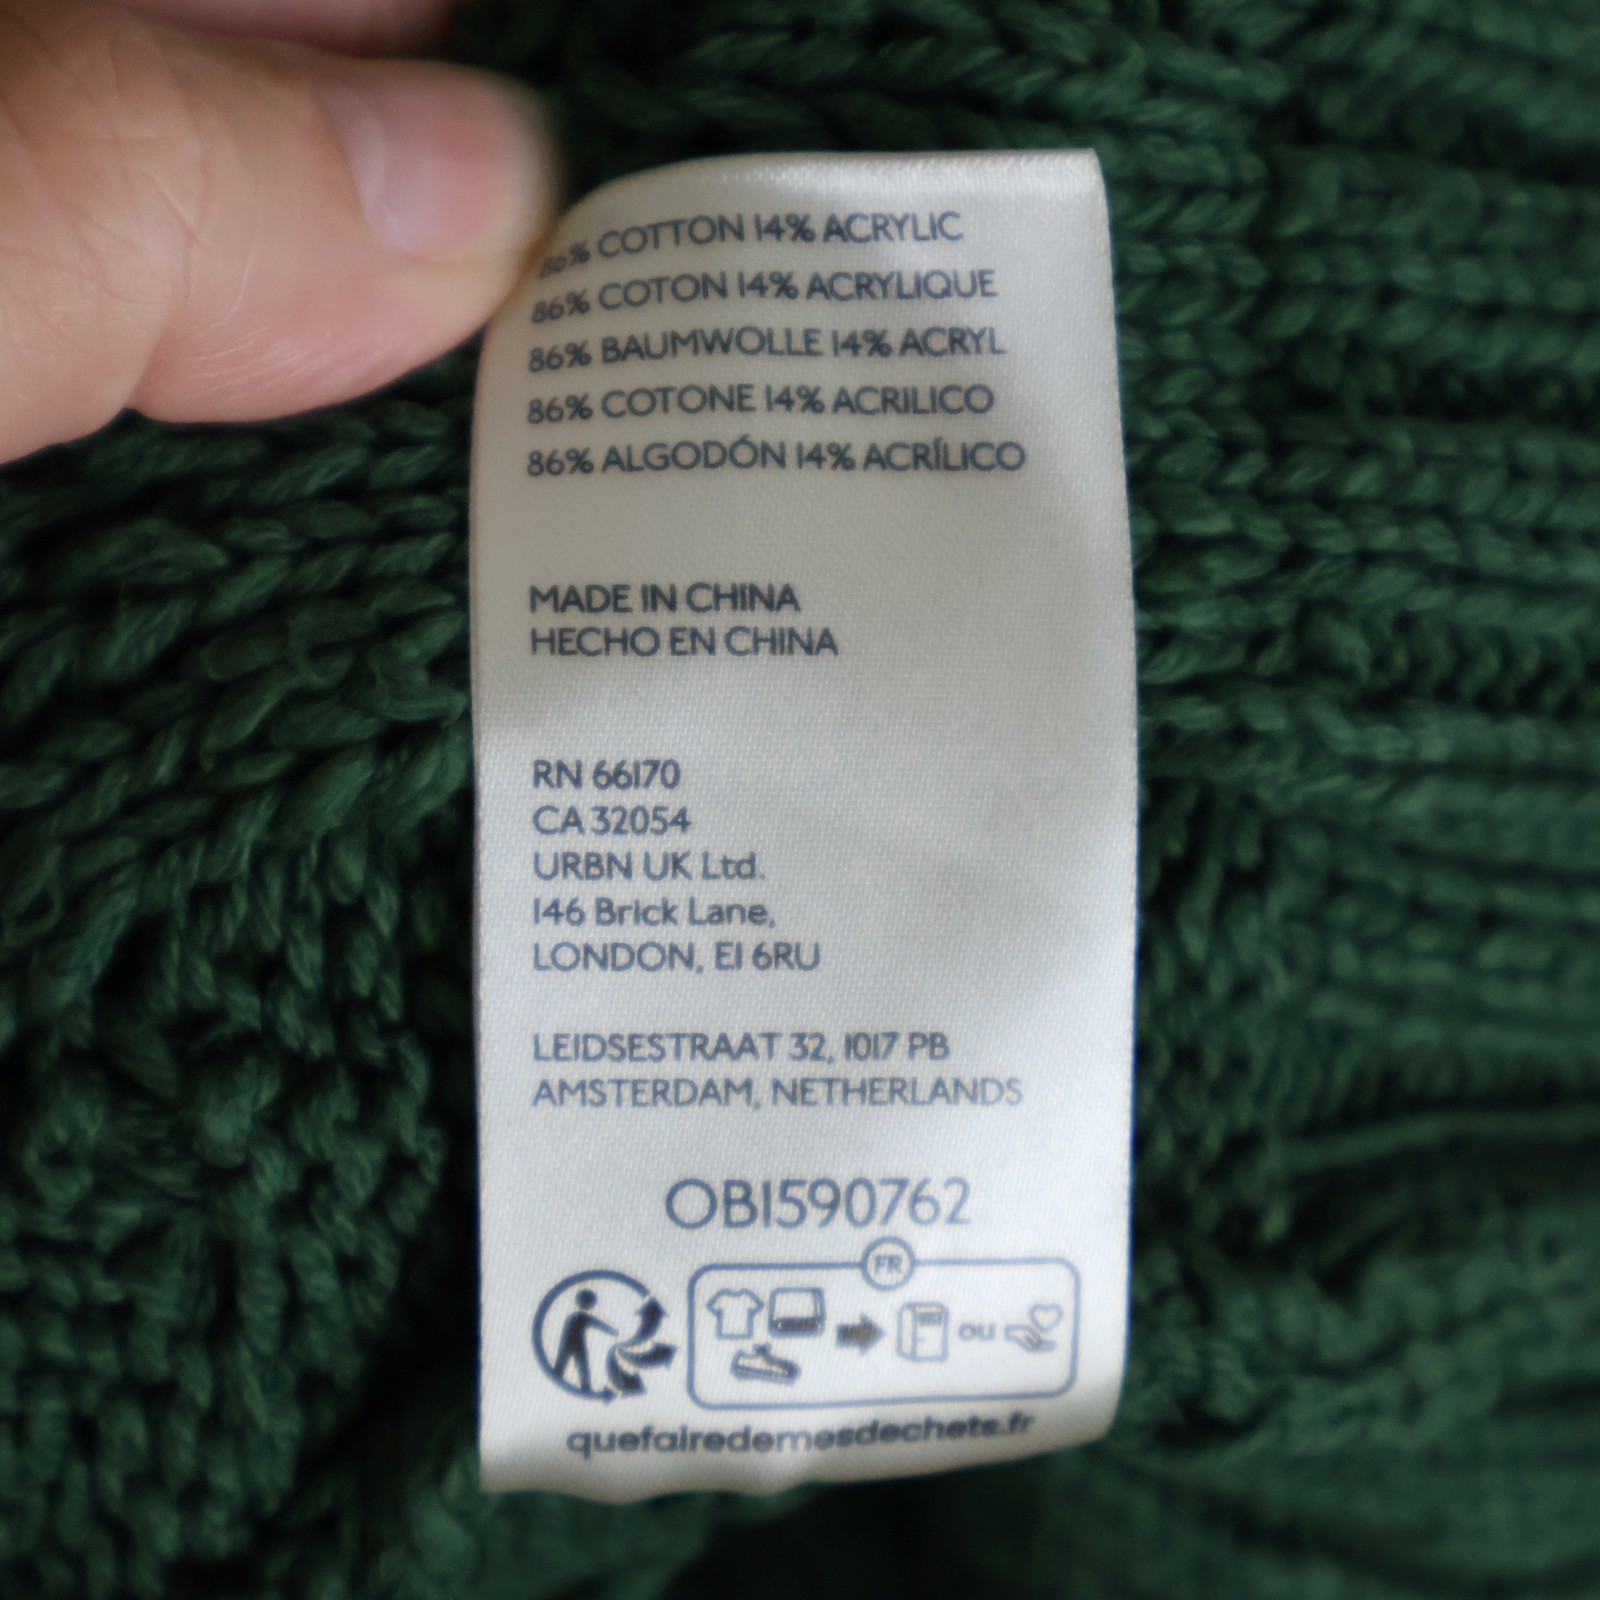 86% COTTON 14% ACRYLIC
86% COTON 14% ACRYLIQUE
86% BAUMWOLLE 14% ACRYL
86% COTONE 14% ACRILICO
86% ALGODÓN 14% ACRÍLICO
MADE IN CHINA
HECHO EN CHINA
RN 66170
CA 32054
URBN UK Ltd.
146 Brick Lane,
LONDON, E1 6RU
LEIDSESTRAAT 32, 1017 PB
AMSTERDAM, NETHERLANDS
OB1590762
FR
ou
quefairedemesdechets.fr